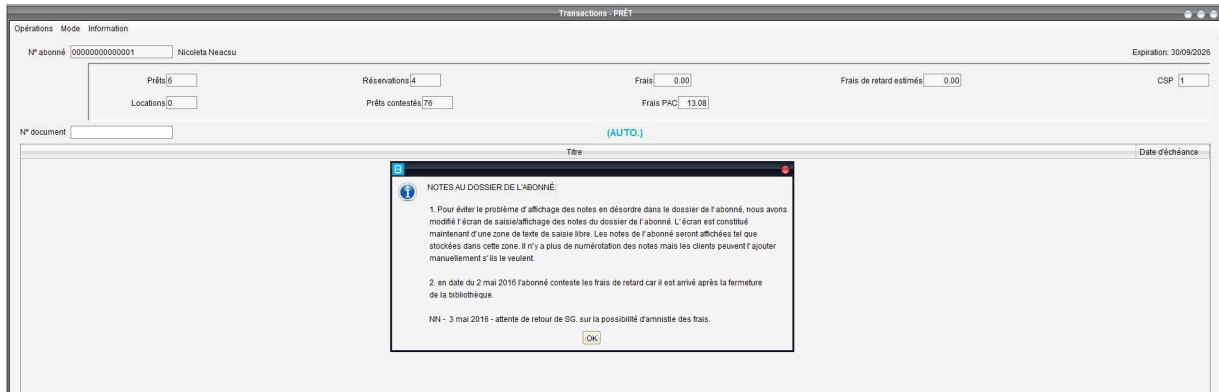 Transactions - PRÊT
Opérations Mode Information
Nº abonné 00000000000001 Nicoleta Neacsu Expiration: 30/09/2026
Prêts 6 Réservations 4 Frais 0.00 Frais de retard estimés 0.00 CSP 1
Locations 0 Prêts contestés 76 Frais PAC 13.08
Nº document (AUTO.)
Titre Date d'échéance
NOTES AU DOSSIER DE L'ABONNÉ:
1. Pour éviter le problème d'affichage des notes en désordre dans le dossier de l'abonné, nous avons
modifié l'écran de saisie/affichage des notes du dossier de l'abonné. L'écran est constitué
maintenant d'une zone de texte de saisie libre. Les notes de l'abonné seront affichées tel que
stockées dans cette zone. Il n'y a plus de numérotation des notes mais les clients peuvent l'ajouter
manuellement s'ils le veulent.
2. en date du 2 mai 2016 l'abonné conteste les frais de retard car il est arrivé après la fermeture
de la bibliothèque.
NN - 3 mai 2016 - attente de retour de SG. sur la possibilité d'amnistie des frais.
OK